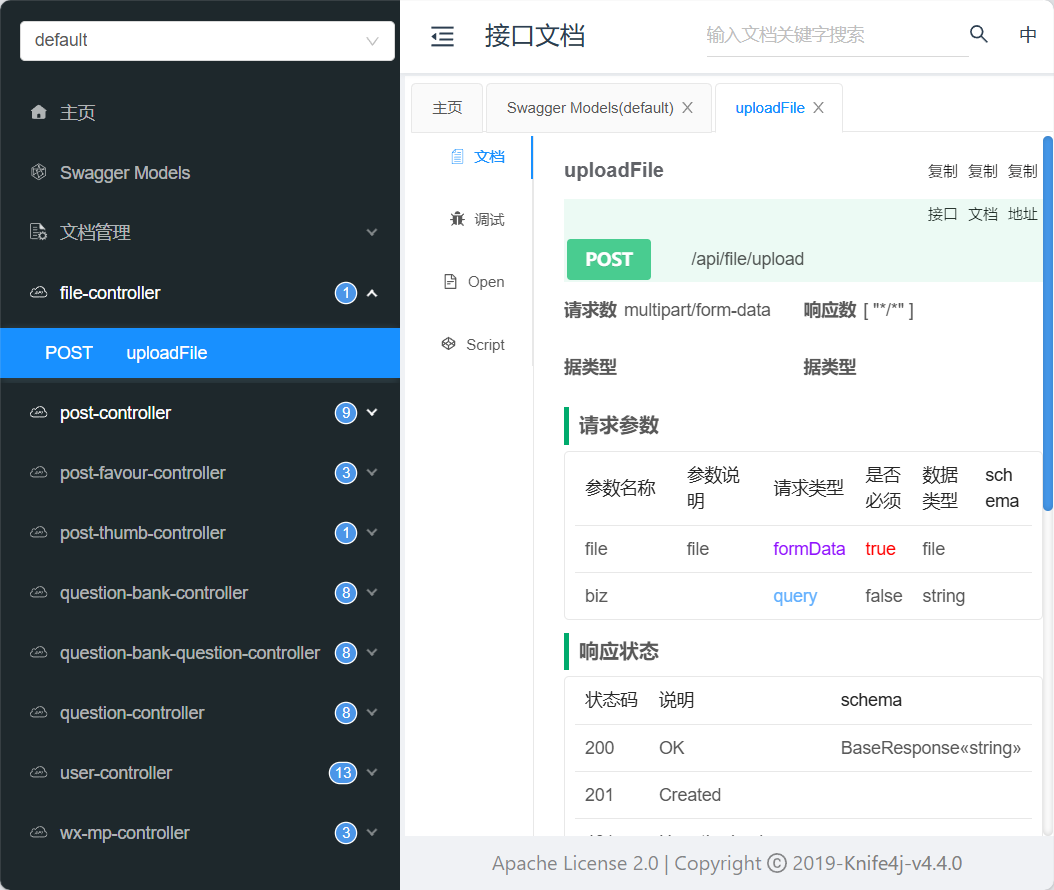 default
主页
Swagger Models
文档管理
file-controller 1
POST uploadFile
post-controller 9
post-favour-controller 3
post-thumb-controller 1
question-bank-controller 8
question-bank-question-controller 8
question-controller 8
user-controller 13
wx-mp-controller 3
接口文档 输入文档关键字搜索 中
主页 Swagger Models(default) uploadFile
文档
调试
Open
Script
uploadFile 复制 复制 复制
接口 文档 地址
POST /api/file/upload
请求数 multipart/form-data 响应数 [ "*/*" ]
据类型 据类型
请求参数
参数名称 参数说 请求类型 是否 数据 sch
明 必须 类型 ema
file file formData true file
biz query false string
响应状态
状态码 说明 schema
200 OK BaseResponse«string»
201 Created
Apache License 2.0 | Copyright © 2019-Knife4j-v4.4.0